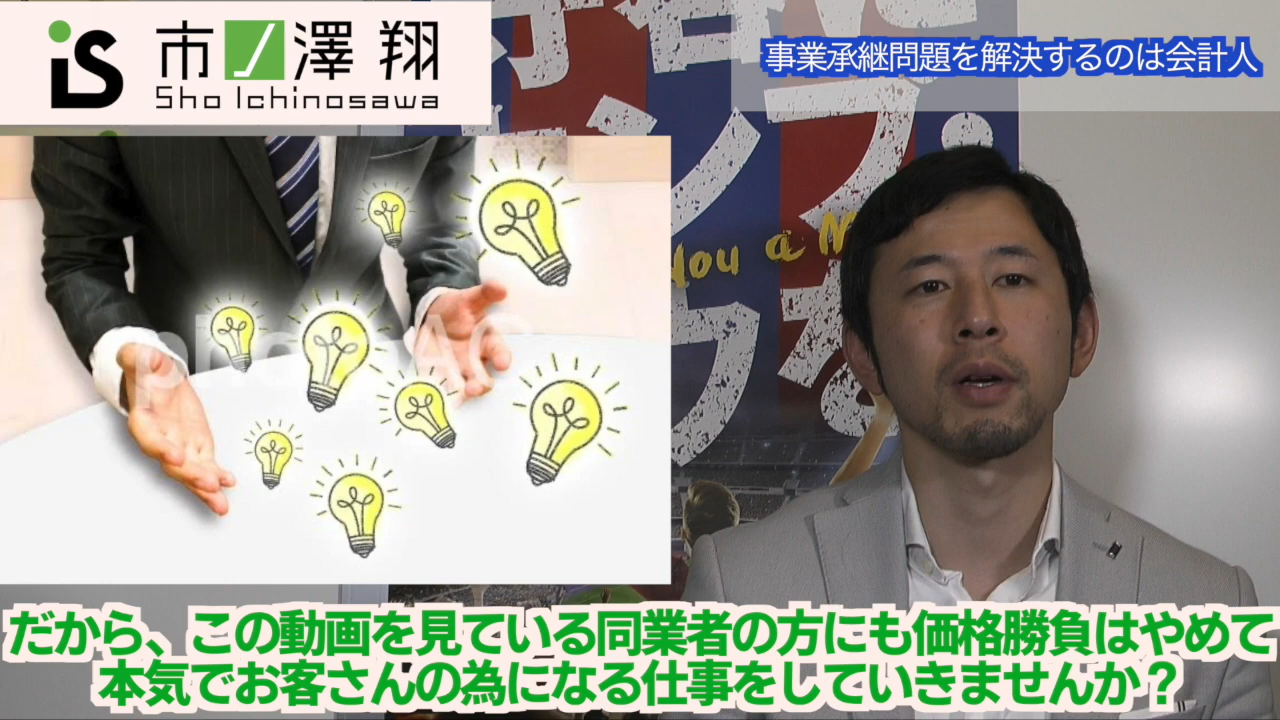 iS
市ノ澤 翔
Sho Ichinosawa
事業承継問題を解決するのは会計人
You a
photoAC
だから、この動画を見ている同業者の方にも価格勝負はやめて
本気でお客さんの為になる仕事をしていきませんか？